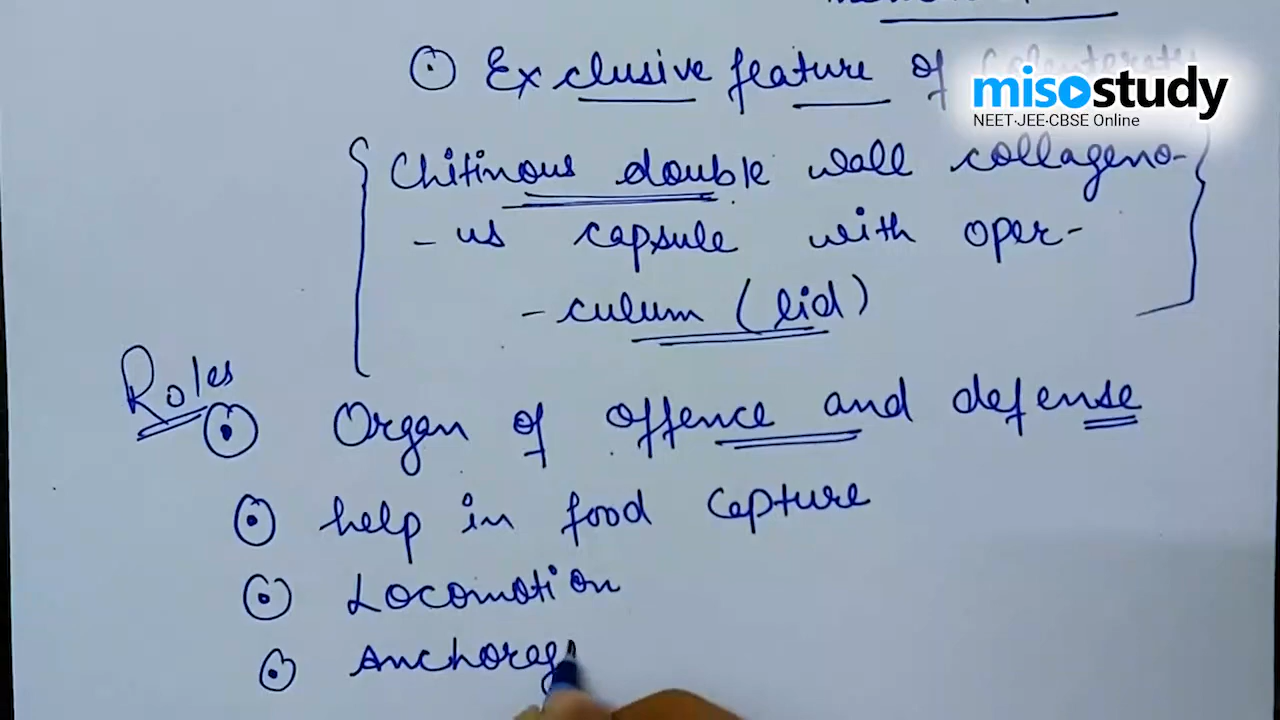 Exclusive feature of
misostudy
NEET·JEE·CBSE Online
Chitinous double wall collageno-
- us capsule with oper-
- culum (lid)
Roles
Organ of offence and defense
help in food capture
Locomotion
Anchorag